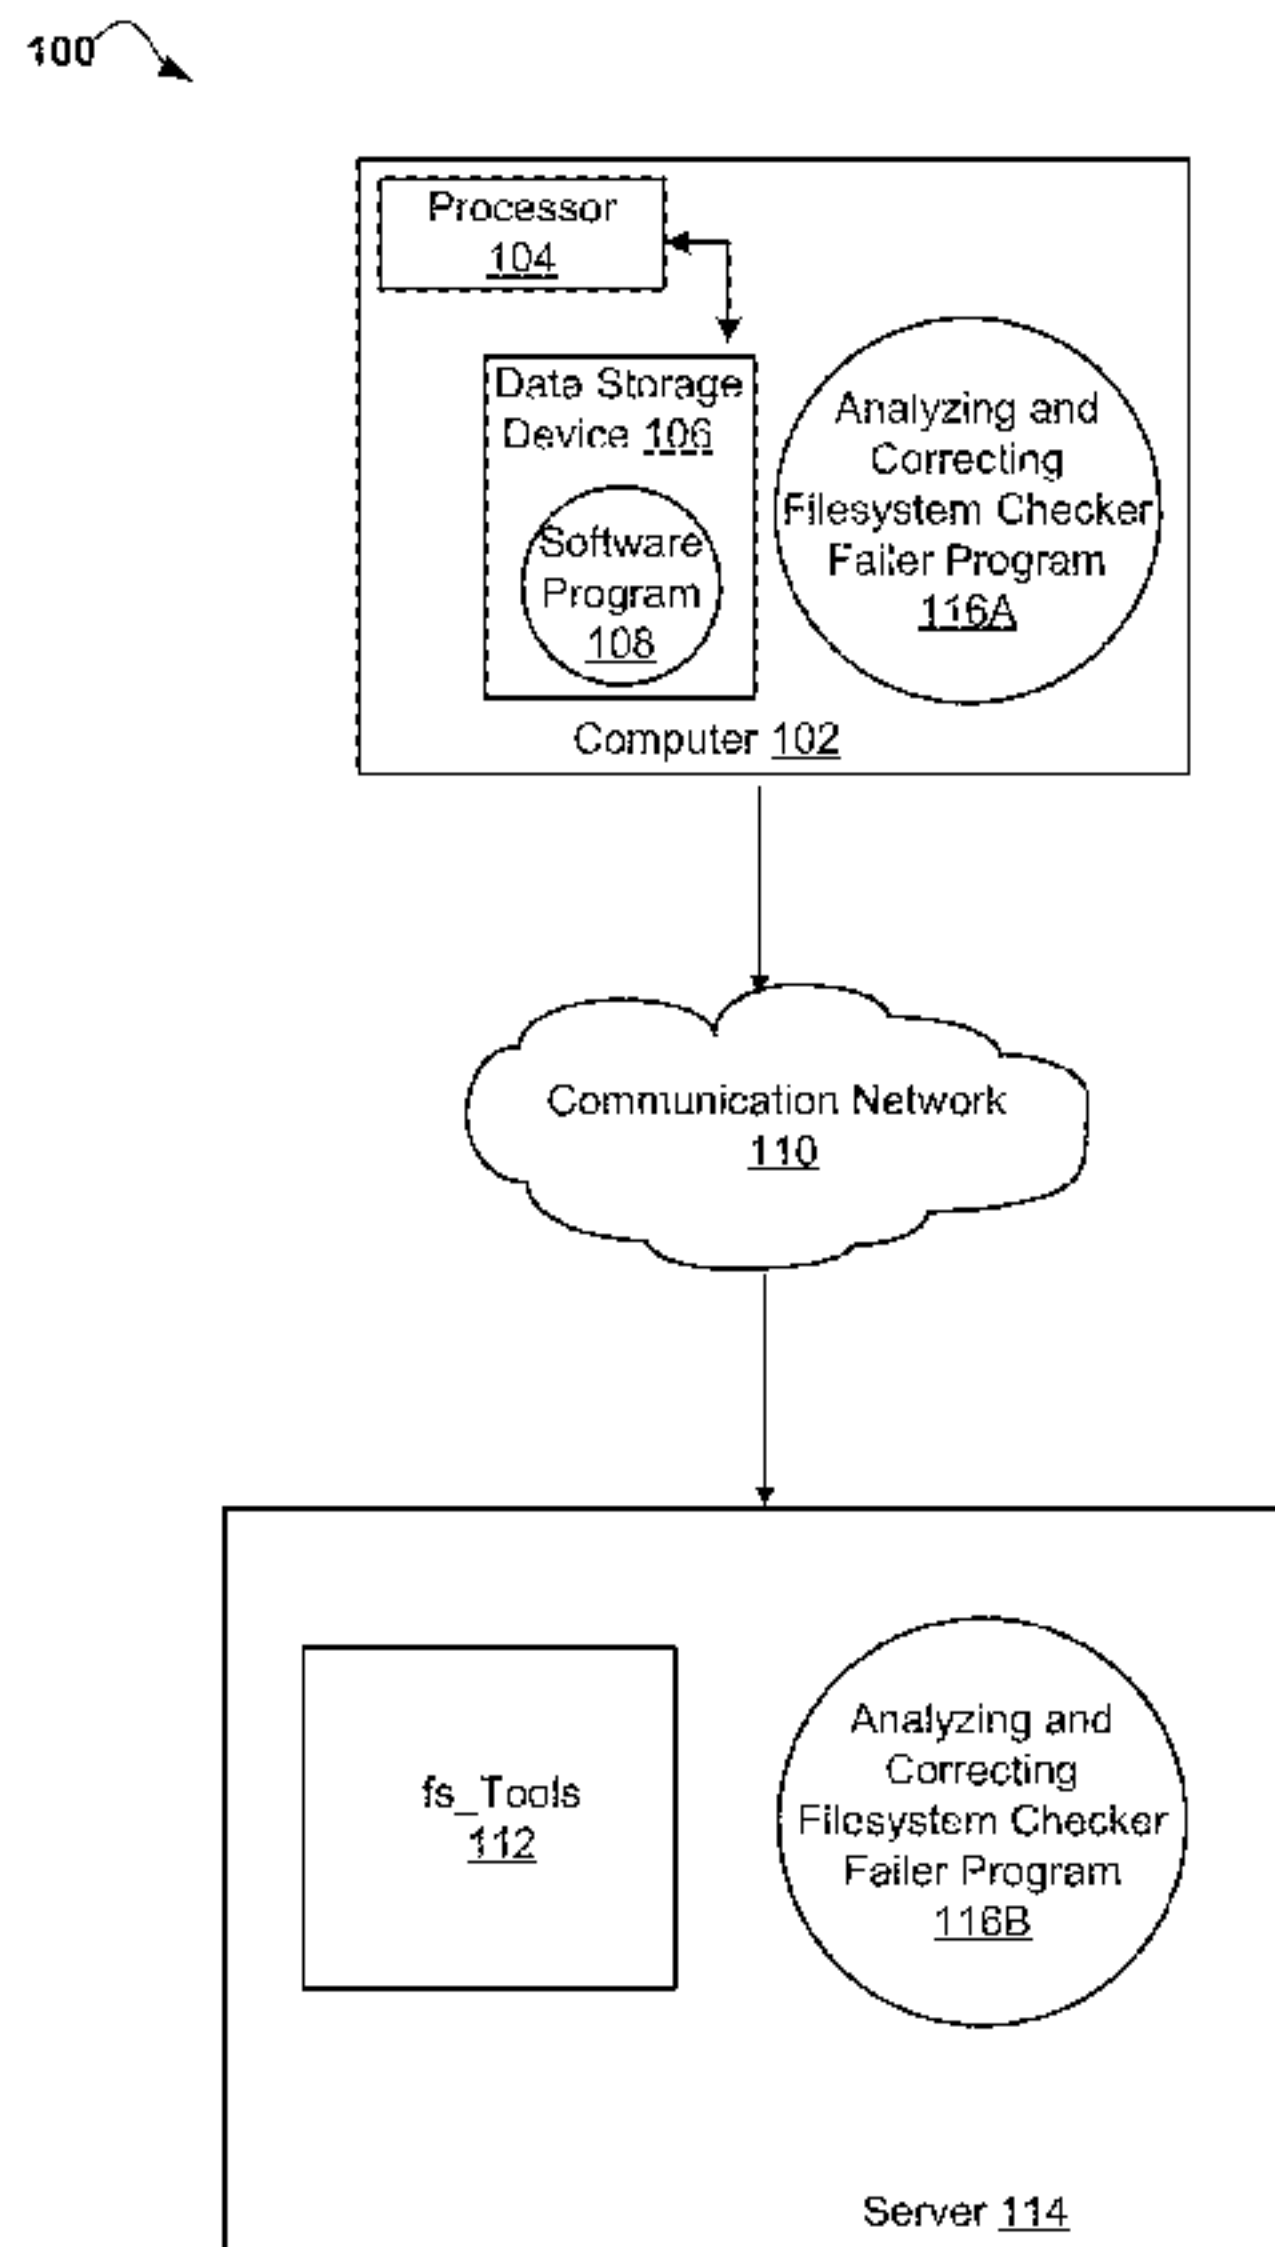 100
Processor
104
Data Storage
Device 106
Software
Program
108
Analyzing and
Correcting
Filesystem Checker
Failer Program
116A
Computer 102
Communication Network
110
fs_Tools
112
Analyzing and
Correcting
Filesystem Checker
Failer Program
116B
Server 114